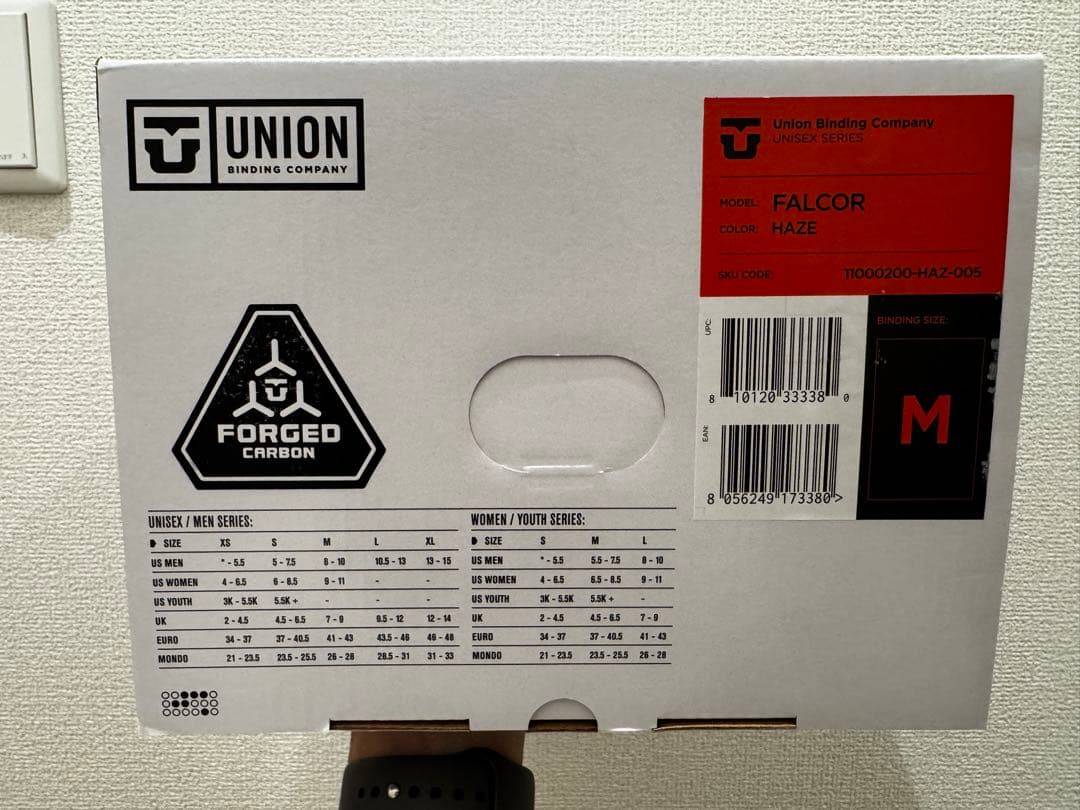 UNION
BINDING COMPANY
Union Binding Company
UNISEX SERIES
MODEL: FALCOR
COLOR: HAZE
SKU CODE: 11000200-HAZ-005
UPC:
8 10120 33338 0
EAN:
8 056249 173380 >
BINDING SIZE:
M
FORGED
CARBON
UNISEX / MEN SERIES:
SIZE XS S M L XL
US MEN * - 5.5 5 - 7.5 8 - 10 10.5 - 13 13 - 15
US WOMEN 4 - 6.5 6 - 8.5 9 - 11 - -
US YOUTH 3K - 5.5K 5.5K + - - -
UK 2 - 4.5 4.5 - 6.5 7 - 9 9.5 - 12 12 - 14
EURO 34 - 37 37 - 40.5 41 - 43 43.5 - 46 46 - 48
MONDO 21 - 23.5 23.5 - 25.5 26 - 28 28.5 - 31 31 - 33
WOMEN / YOUTH SERIES:
SIZE S M L
US MEN * - 5.5 5.5 - 7.5 8 - 10
US WOMEN 4 - 6.5 6.5 - 8.5 9 - 11
US YOUTH 3K - 5.5K 5.5K + -
UK 2 - 4.5 4.5 - 6.5 7 - 9
EURO 34 - 37 37 - 40.5 41 - 43
MONDO 21 - 23.5 23.5 - 25.5 26 - 28